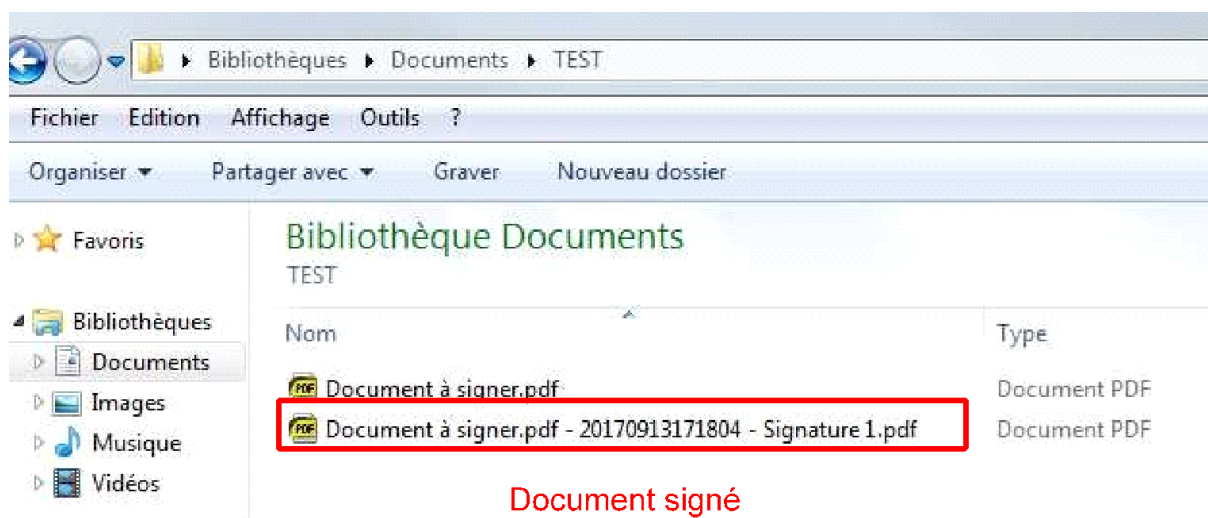 Bibliothèques Documents TEST
Fichier Edition Affichage Outils ?
Organiser Partager avec Graver Nouveau dossier
Favoris
Bibliothèques
Documents
Images
Musique
Vidéos
Bibliothèque Documents
TEST
Nom Type
PDF Document à signer.pdf Document PDF
PDF Document à signer.pdf - 20170913171804 - Signature 1.pdf Document PDF
Document signé